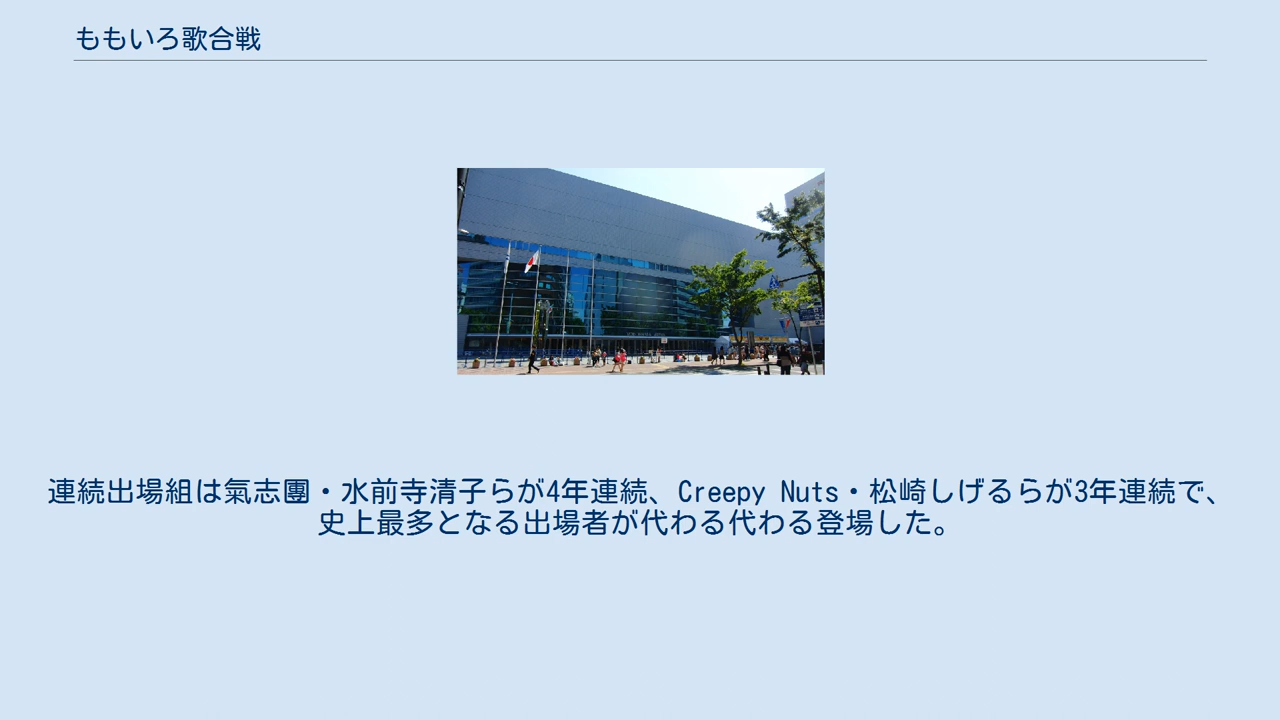 ももいろ歌合戦
連続出場組は氣志團・水前寺清子らが4年連続、Creepy Nuts・松崎しげるらが3年連続で、
史上最多となる出場者が代わる代わる登場した。